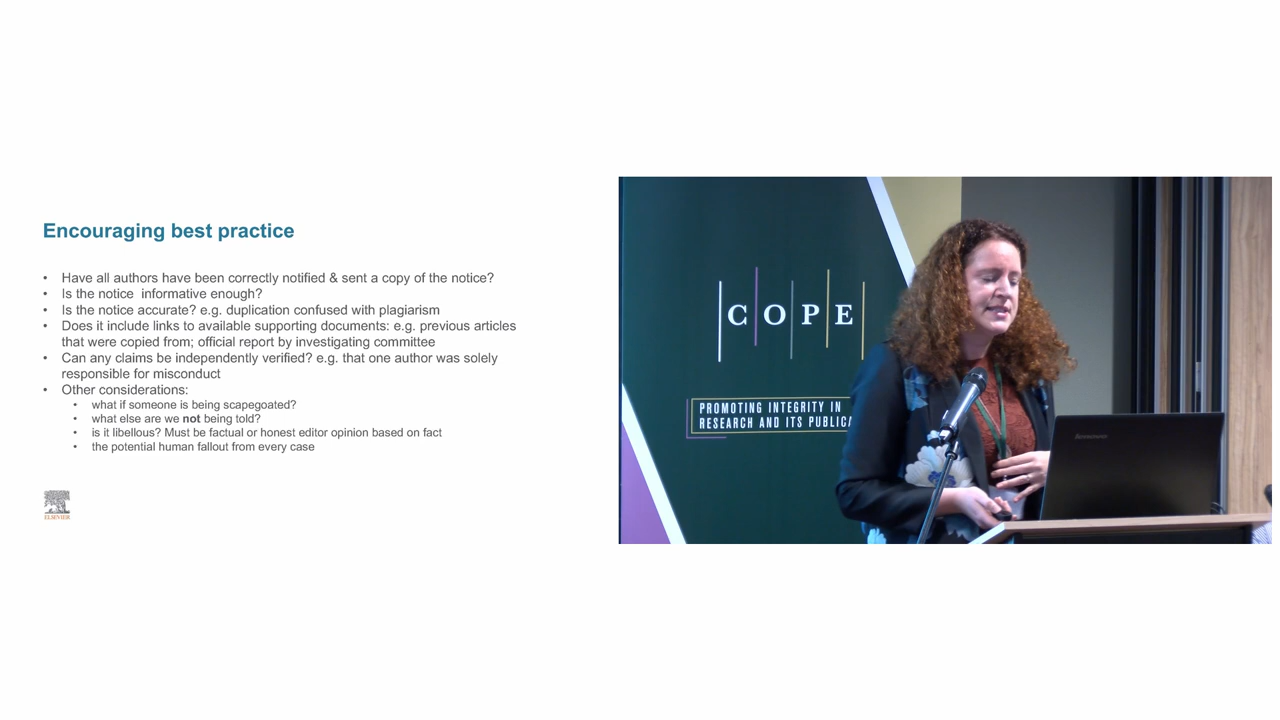 Encouraging best practice
• Have all authors have been correctly notified & sent a copy of the notice?
• Is the notice informative enough?
• Is the notice accurate? e.g. duplication confused with plagiarism
• Does it include links to available supporting documents: e.g. previous articles
that were copied from; official report by investigating committee
• Can any claims be independently verified? e.g. that one author was solely
responsible for misconduct
• Other considerations:
• what if someone is being scapegoated?
• what else are we not being told?
• is it libellous? Must be factual or honest editor opinion based on fact
• the potential human fallout from every case
ELSEVIER
COPE
PROMOTING INTEGRITY IN
RESEARCH AND ITS PUBLICA
lenovo